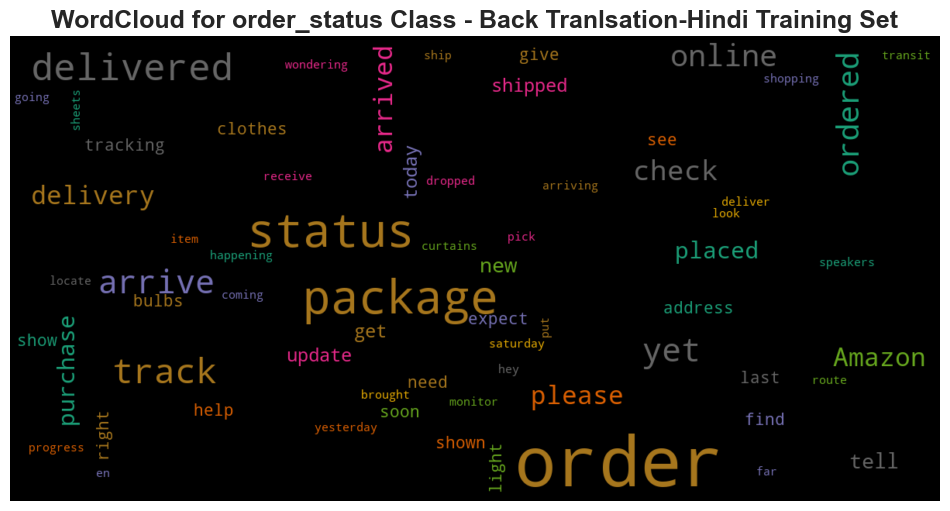 WordCloud for order_status Class - Back Tranlsation-Hindi Training Set
delivered
wondering
arrived
ship
give
online
transit
going
sheets
shipped
shopping
ordered
clothes
tracking
see
today
check
receive
dropped
arriving
delivery
deliver
look
status
item
happening
curtains
pick
placed
new
speakers
locate
arrive
bulbs
coming
package
address
expect
put
show
purchase
get
saturday
update
yet
Amazon
track
hey
need
last
route
brought
please
monitor
soon
help
find
right
yesterday
shown
progress
light
order
tell
en
far